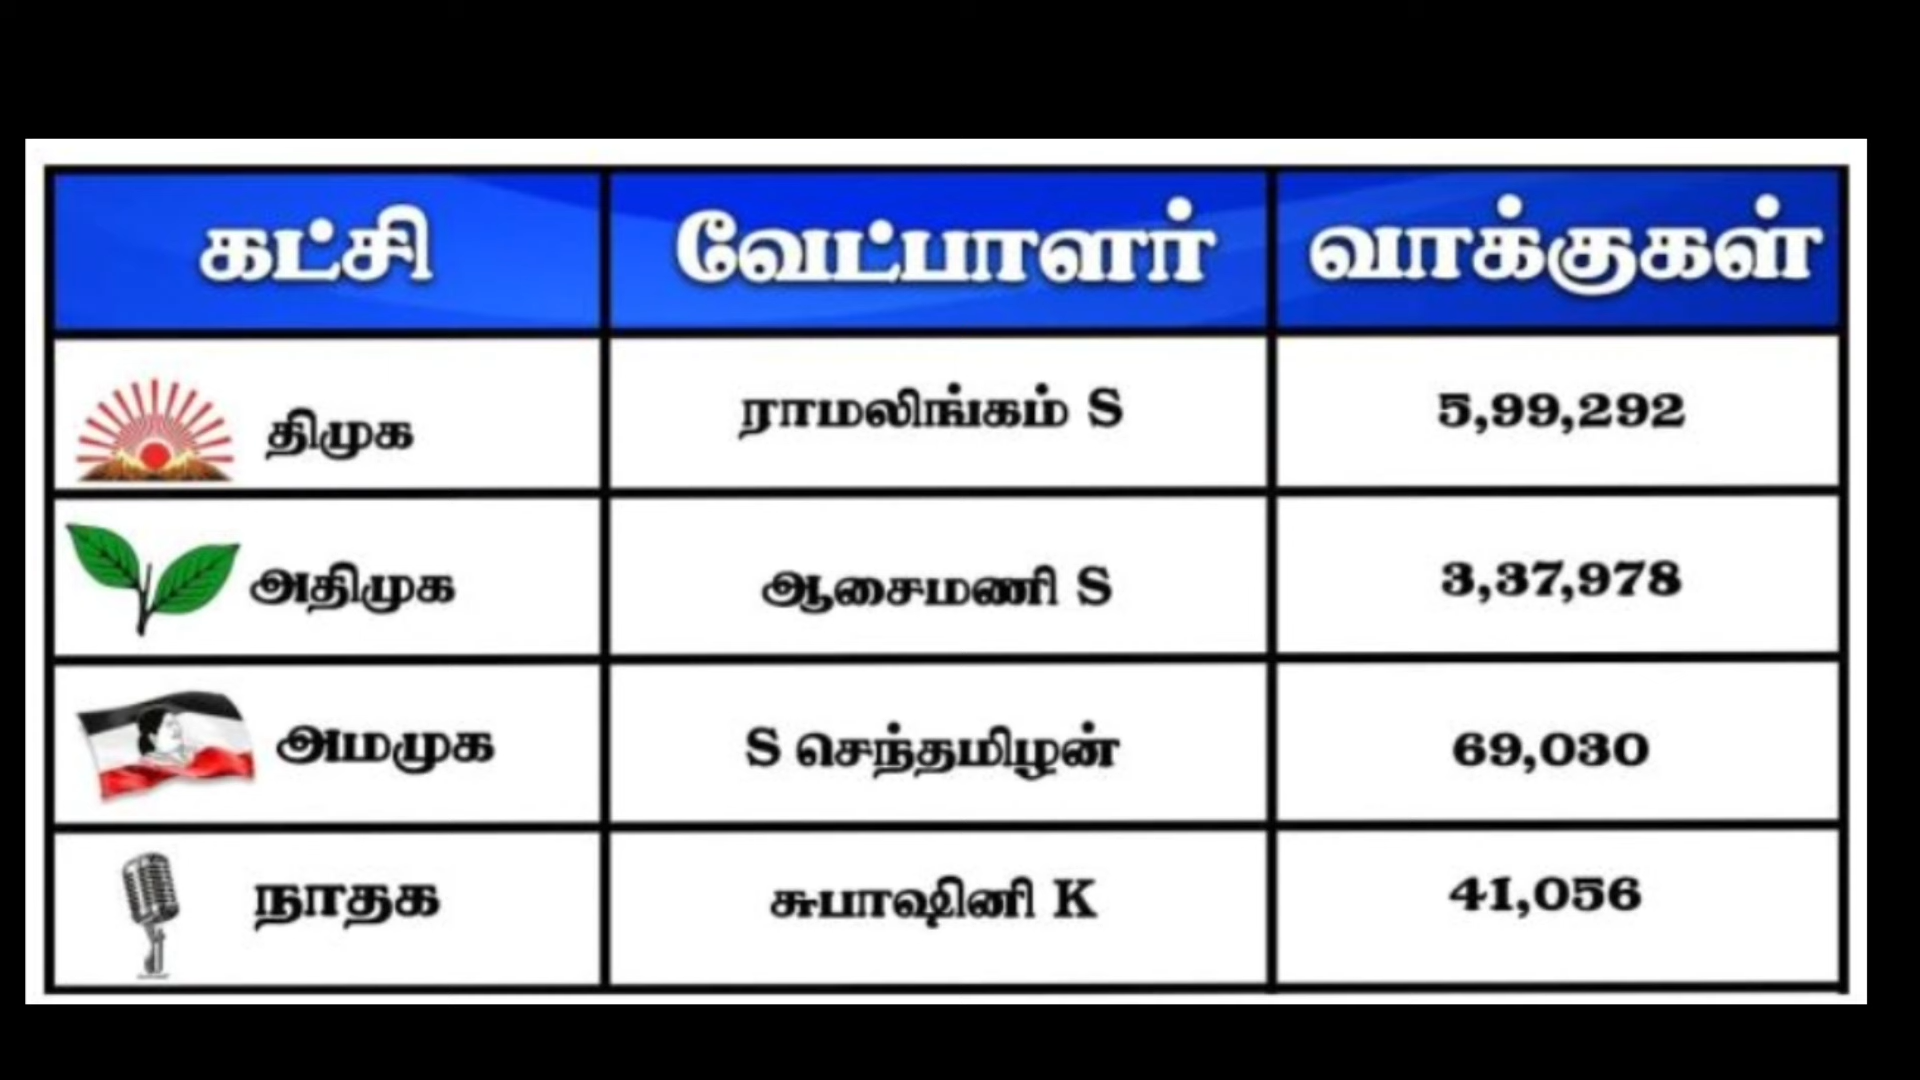 கட்சி வேட்பாளர் வாக்குகள்
திமுக ராமலிங்கம் S 5,99,292
அதிமுக ஆசைமணி S 3,37,978
அமமுக S செந்தமிழன் 69,030
நாதக சுபாஷினி K 41,056